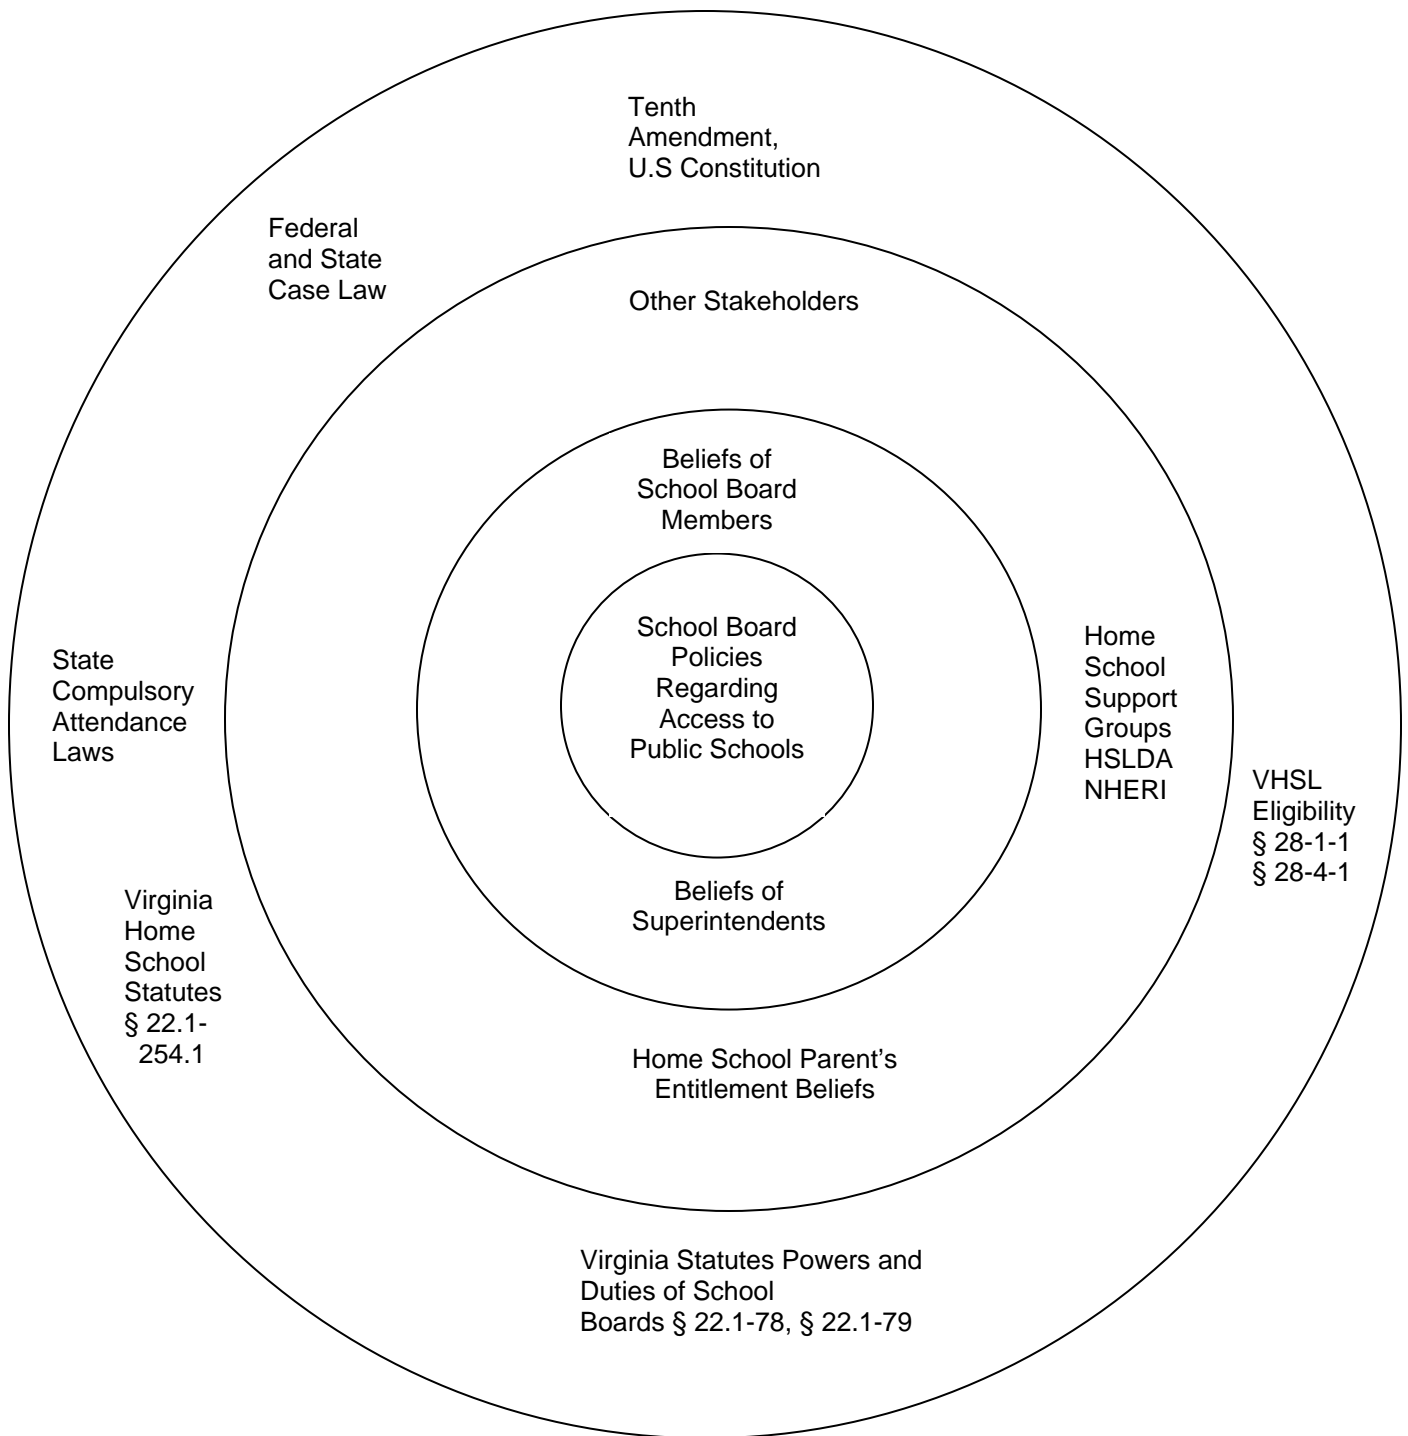 Tenth
Amendment,
U.S Constitution
Federal
and State
Case Law
Other Stakeholders
Beliefs of
School Board
Members
School Board
Policies
Regarding
Access to
Public Schools
Home
School
Support
Groups
HSLDA
NHERI
State
Compulsory
Attendance
Laws
VHSL
Eligibility
§ 28-1-1
§ 28-4-1
Beliefs of
Superintendents
Virginia
Home
School
Statutes
§ 22.1-
254.1
Home School Parent's
Entitlement Beliefs
Virginia Statutes Powers and
Duties of School
Boards § 22.1-78, § 22.1-79